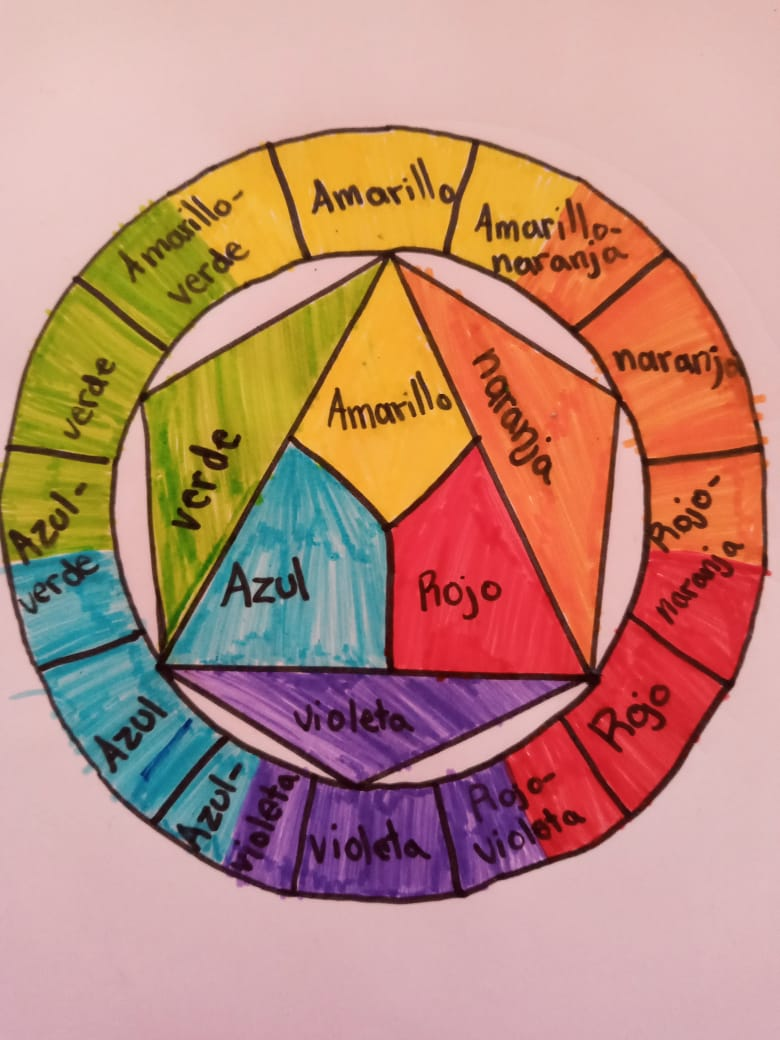 Amarillo
Amarillo-
naranja
naranja
Rojo-
naranja
Rojo
Rojo-
violeta
violeta
Azul-
violeta
Azul
Azul-
verde
verde
Amarillo-
verde
Amarillo
naranja
Rojo
violeta
Azul
verde